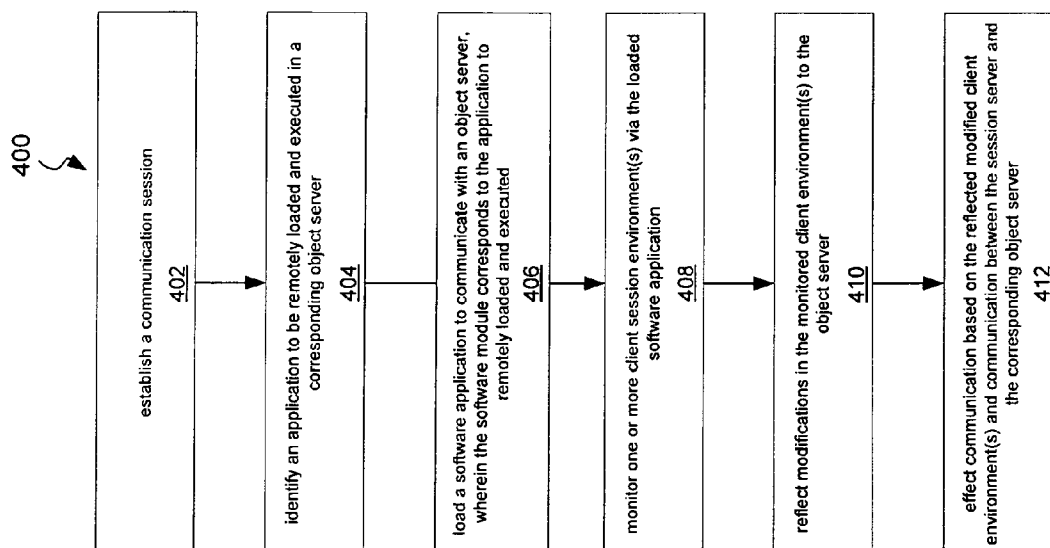 400
establish a communication session
402
identify an application to be remotely loaded and executed in a
corresponding object server
404
load a software application to communicate with an object server,
wherein the software module corresponds to the application to
remotely loaded and executed
406
monitor one or more client session environment(s) via the loaded
software application
408
reflect modifications in the monitored client environment(s) to the
object server
410
effect communication based on the reflected modified client
environment(s) and communication between the session server and
the corresponding object server
412